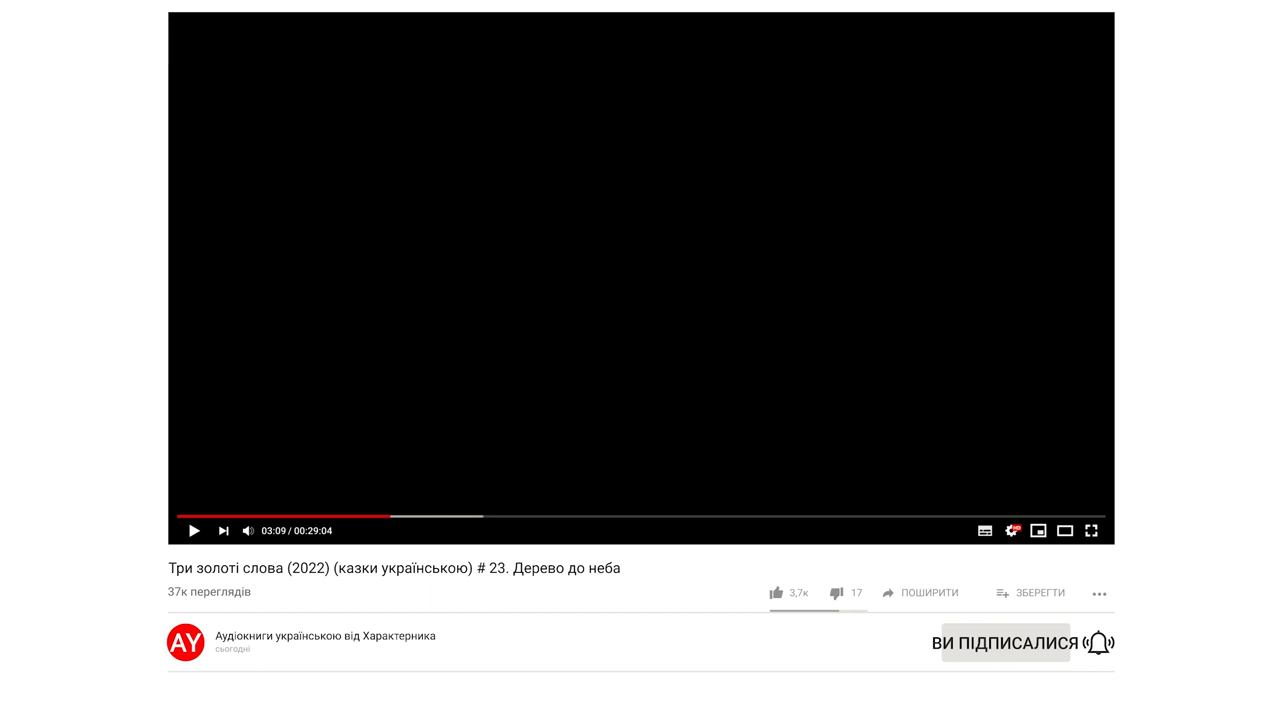 03:09 / 00:29:04
HD
Три золоті слова (2022) (казки українською) # 23. Дерево до неба
37к переглядів
3,7к
17
ПОШИРИТИ
ЗБЕРЕГТИ
АУ
Аудіокниги українською від Характерника
сьогодні
ВИ ПІДПИСАЛИСЯ